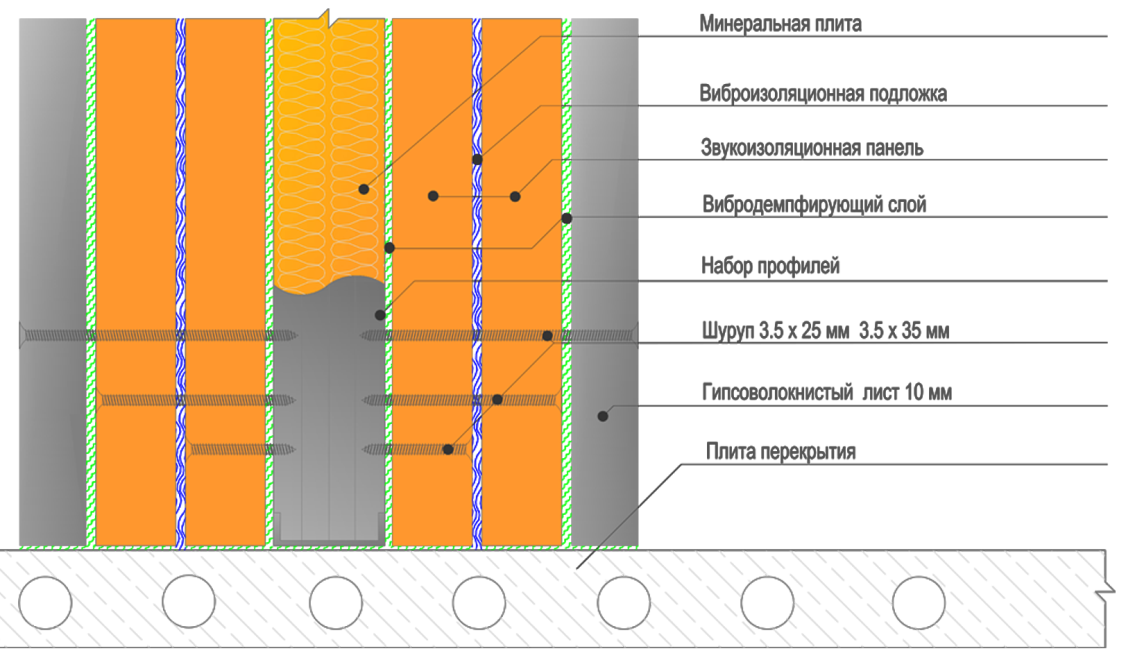 Минеральная плита
Виброизоляционная подложка
Звукоизоляционная панель
Вибродемпфирующий слой
Набор профилей
Шуруп 3.5 x 25 мм 3.5 x 35 мм
Гипсоволокнистый лист 10 мм
Плита перекрытия